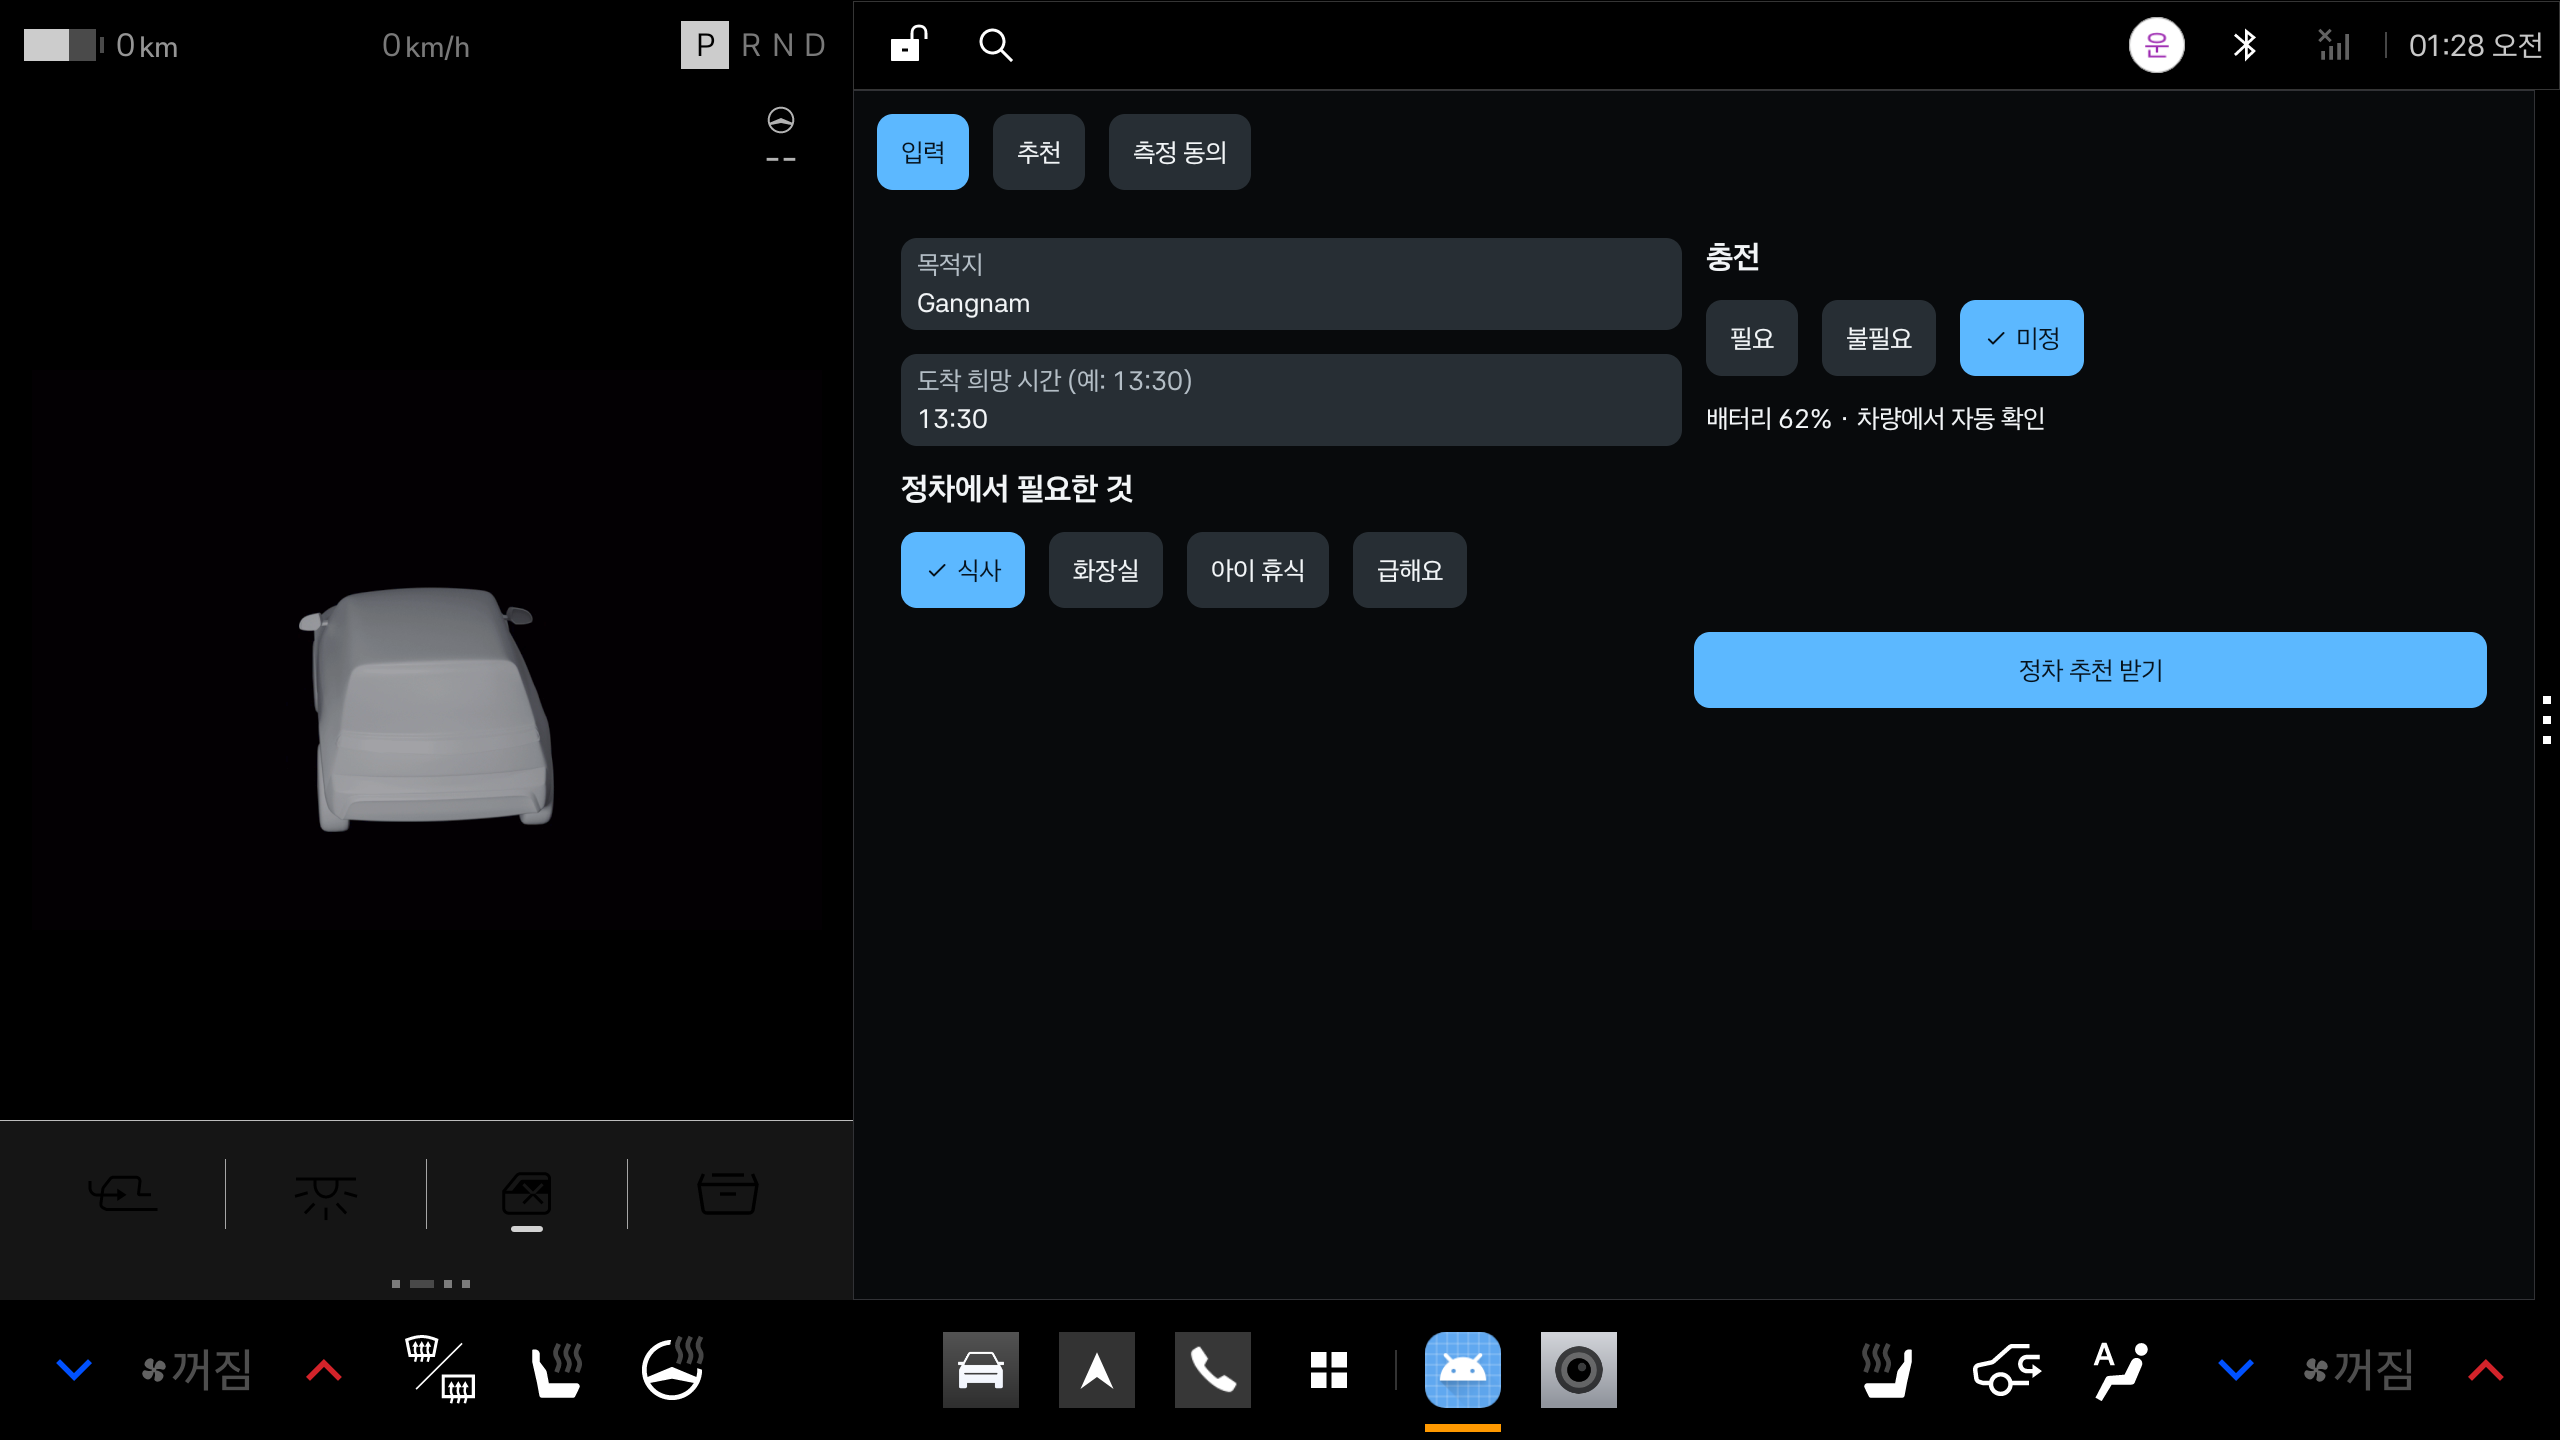 0 km
0 km/h
P R N D
운
01:28 오전
--
입력
추천
측정 동의
목적지
Gangnam
도착 희망 시간 (예: 13:30)
13:30
정차에서 필요한 것
식사
화장실
아이 휴식
급해요
충전
필요
불필요
미정
배터리 62% · 차량에서 자동 확인
정차 추천 받기
꺼짐
A
꺼짐